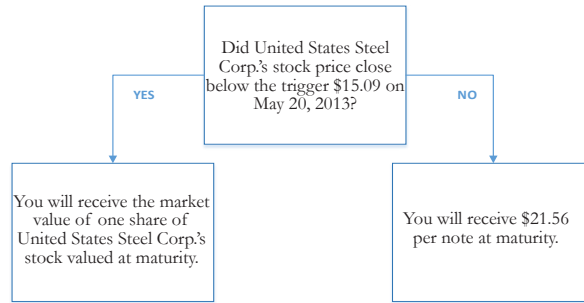 Did United States Steel
Corp.'s stock price close
below the trigger $15.09 on
May 20, 2013?
YES
NO
You will receive the market
value of one share of
United States Steel Corp.'s
stock valued at maturity.
You will receive $21.56
per note at maturity.